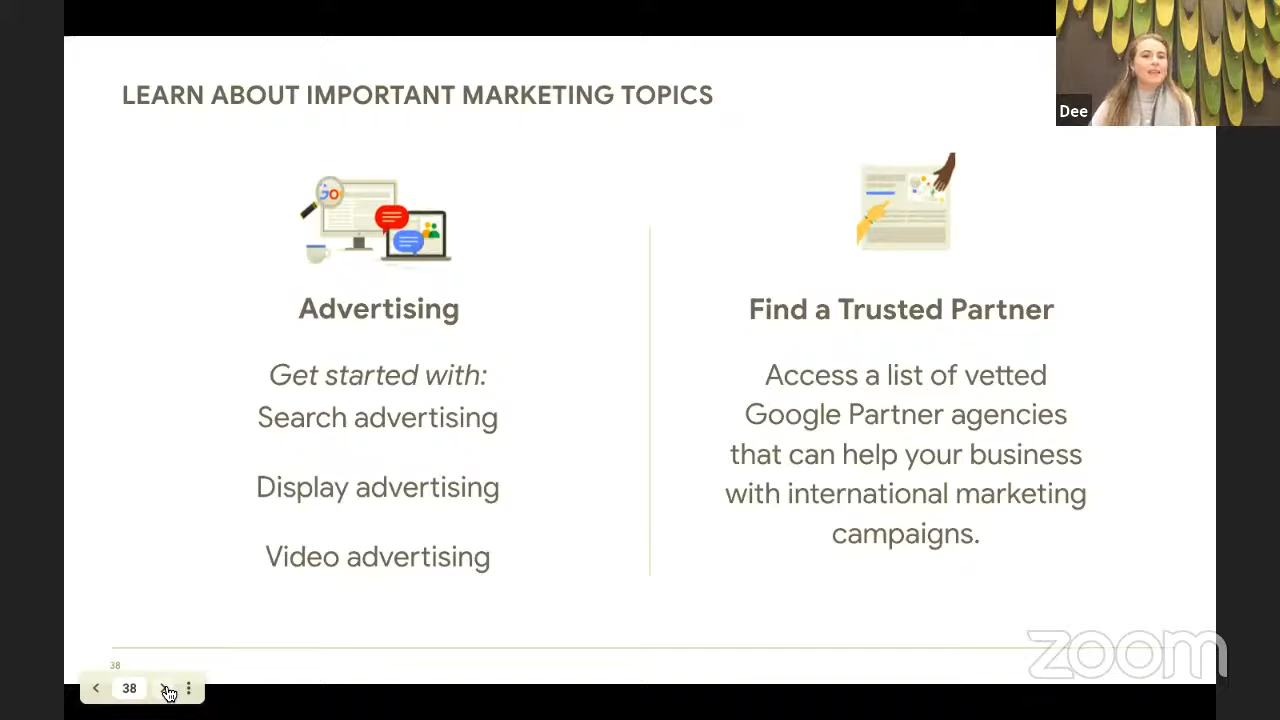 LEARN ABOUT IMPORTANT MARKETING TOPICS
Dee
Go
Advertising
Get started with:
Search advertising
Display advertising
Video advertising
Find a Trusted Partner
Access a list of vetted
Google Partner agencies
that can help your business
with international marketing
campaigns.
38
38
zoom